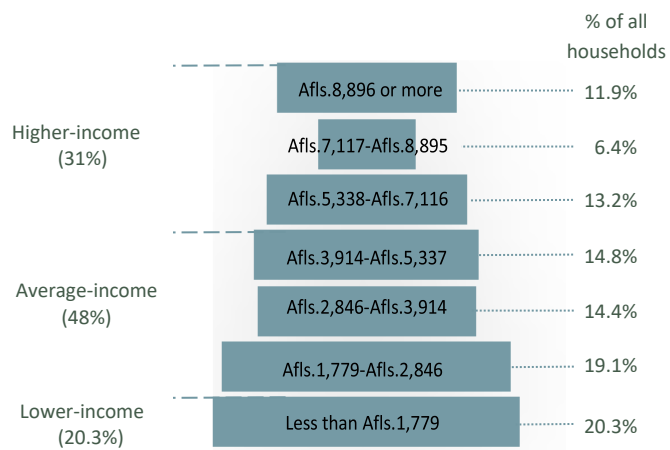 % of all
households
Afls.8,896 or more
11.9%
Higher-income
(31%)
Afls.7,117-Afls.8,895
6.4%
Afls.5,338-Afls.7,116
13.2%
Afls.3,914-Afls.5,337
14.8%
Average-income
(48%)
Afls.2,846-Afls.3,914
14.4%
Afls.1,779-Afls.2,846
19.1%
Lower-income
(20.3%)
Less than Afls.1,779
20.3%